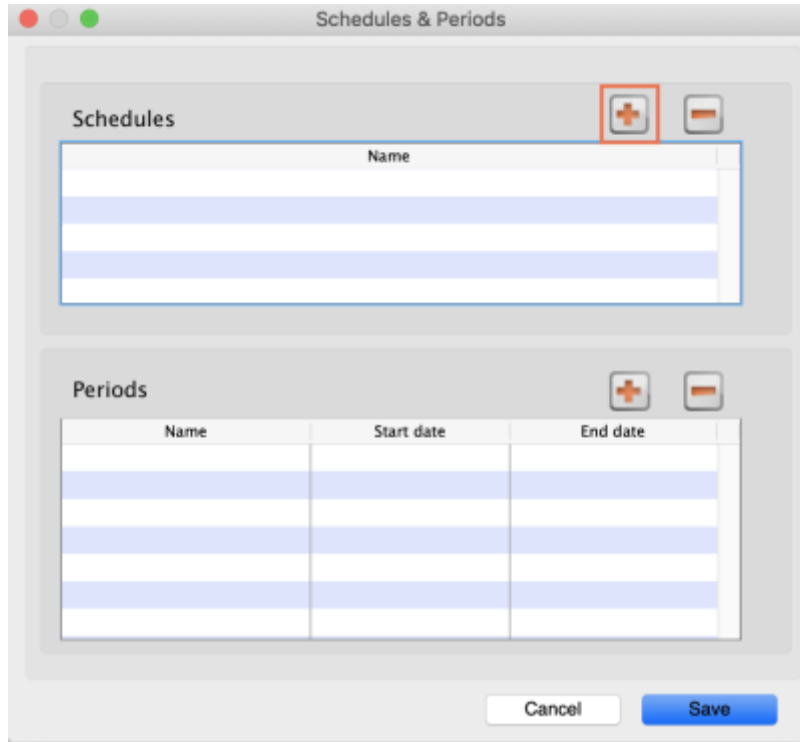 Schedules & Periods
Schedules
Name
Periods
Name Start date End date
Cancel Save